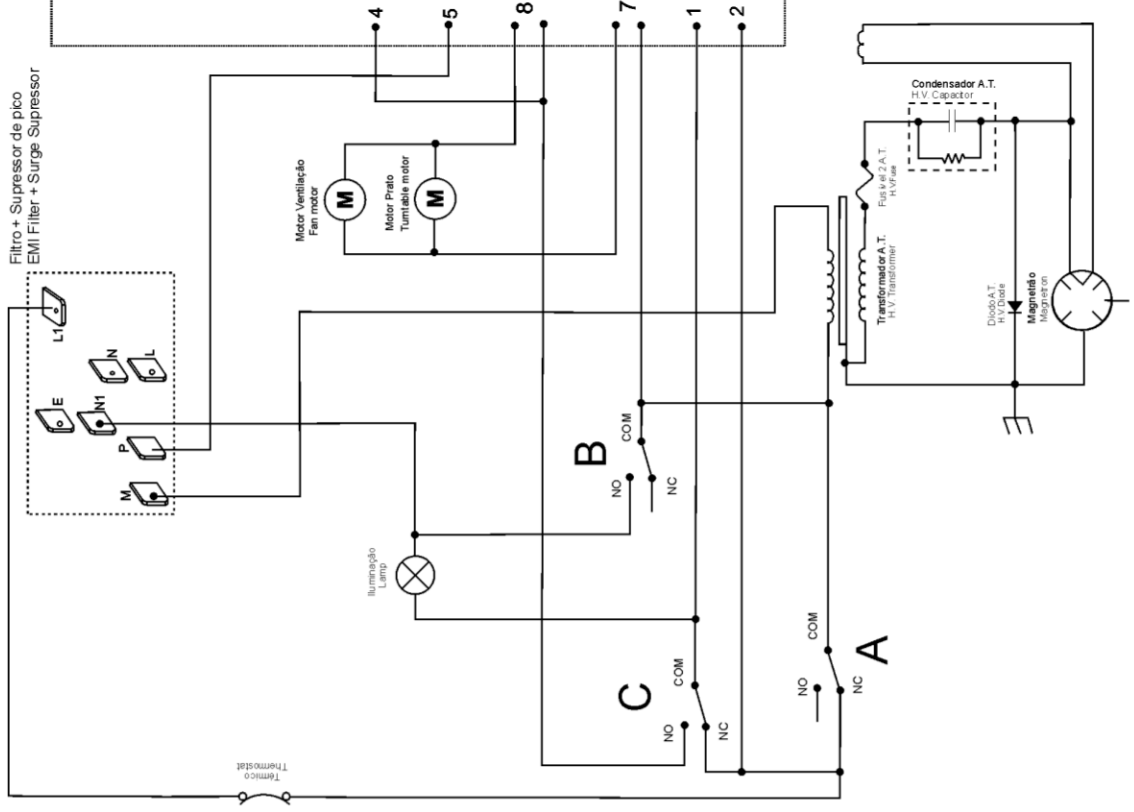 Filtro + Supressor de pico
EMI Filter + Surge Supressor
L1
N
L
E
N1
P
M
4
5
8
7
1
2
Motor Ventilação
Fan motor
M
Motor Prato
Turntable motor
M
Condensador A.T.
H.V. Capacitor
Fusível 2 A.T.
H.V.Fuse
Transformador A.T.
H.V. Transformer
Díodo A.T.
H.V. Diode
Magnetrão
Magnetron
Iluminação
Lamp
B
COM
NO
NC
C
COM
NO
NC
A
COM
NO
NC
Térmico
Thermostat